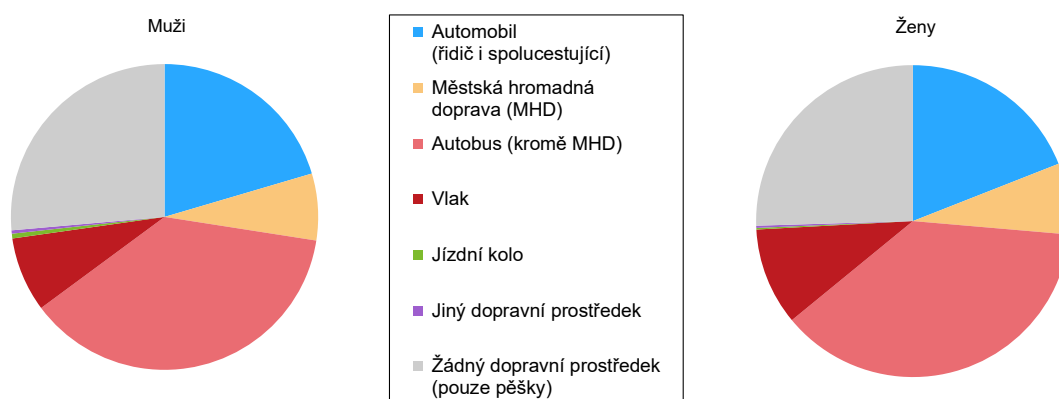 Muži
Automobil
(řidič i spolucestující)
Městská hromadná
doprava (MHD)
Autobus (kromě MHD)
Vlak
Jízdní kolo
Jiný dopravní prostředek
Žádný dopravní prostředek
(pouze pěšky)
Ženy